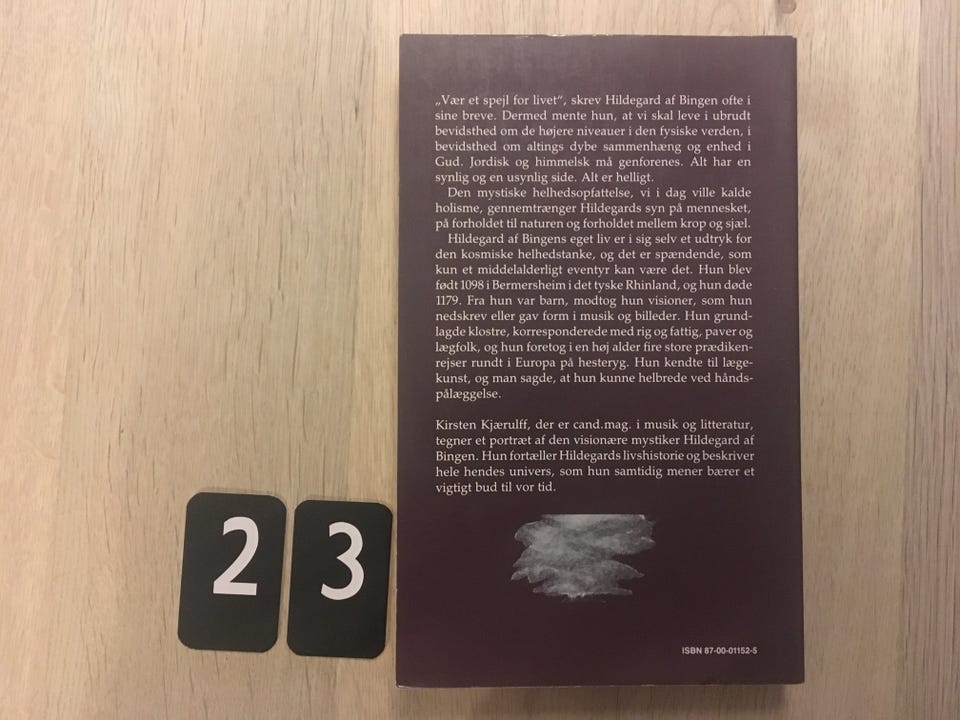 „Vær et spejl for livet“, skrev Hildegard af Bingen ofte i
sine breve. Dermed mente hun, at vi skal leve i ubrudt
bevidsthed om de højere niveauer i den fysiske verden, i
bevidsthed om altings dybe sammenhæng og enhed i
Gud. Jordisk og himmelsk må genforenes. Alt har en
synlig og en usynlig side. Alt er helligt.
Den mystiske helhedsopfattelse, vi i dag ville kalde
holisme, gennemtrænger Hildegards syn på mennesket,
på forholdet til naturen og forholdet mellem krop og sjæl.
Hildegard af Bingens eget liv er i sig selv et udtryk for
den kosmiske helhedstanke, og det er spændende, som
kun et middelalderligt eventyr kan være det. Hun blev
født 1098 i Bermersheim i det tyske Rhinland, og hun døde
1179. Fra hun var barn, modtog hun visioner, som hun
nedskrev eller gav form i musik og billeder. Hun grund-
lagde klostre, korresponderede med rig og fattig, paver og
lægfolk, og hun foretog i en høj alder fire store prædiken-
rejser rundt i Europa på hesteryg. Hun kendte til læge-
kunst, og man sagde, at hun kunne helbrede ved hånds-
pålæggelse.
Kirsten Kjærulff, der er cand.mag. i musik og litteratur,
tegner et portræt af den visionære mystiker Hildegard af
Bingen. Hun fortæller Hildegards livshistorie og beskriver
hele hendes univers, som hun samtidig mener bærer et
vigtigt bud til vor tid.
23
ISBN 87-00-01152-5